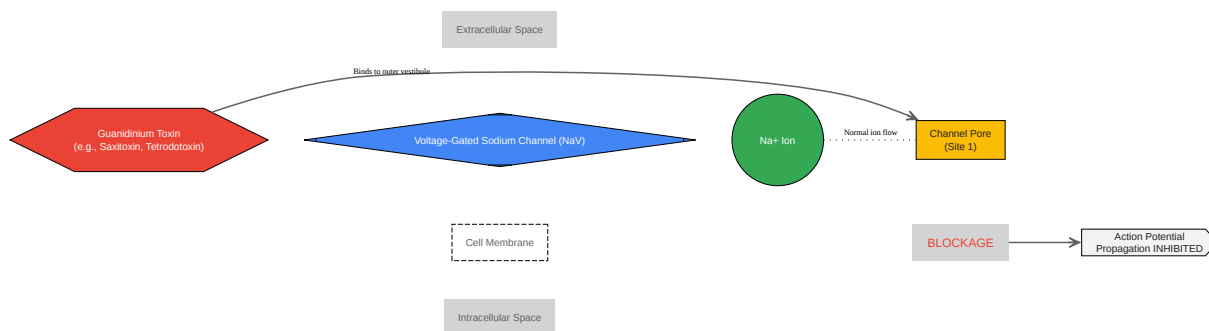 Extracellular Space
Binds to outer vestibule
Guanidinium Toxin
(e.g., Saxitoxin, Tetrodotoxin)
Voltage-Gated Sodium Channel (NaV)
Na+ Ion
Normal ion flow
Channel Pore
(Site 1)
Cell Membrane
BLOCKAGE
Action Potential
Propagation INHIBITED
Intracellular Space